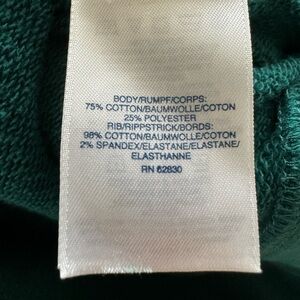 BODY/RUMPF/CORPS:
75% COTTON/BAUMWOLLE/COTON
25% POLYESTER
RIB/RIPPSTRICK/BORDS:
98% COTTON/BAUMWOLLE/COTON
2% SPANDEX/ELASTANE/ELASTANE/
ELASTHANNE
RN 62830